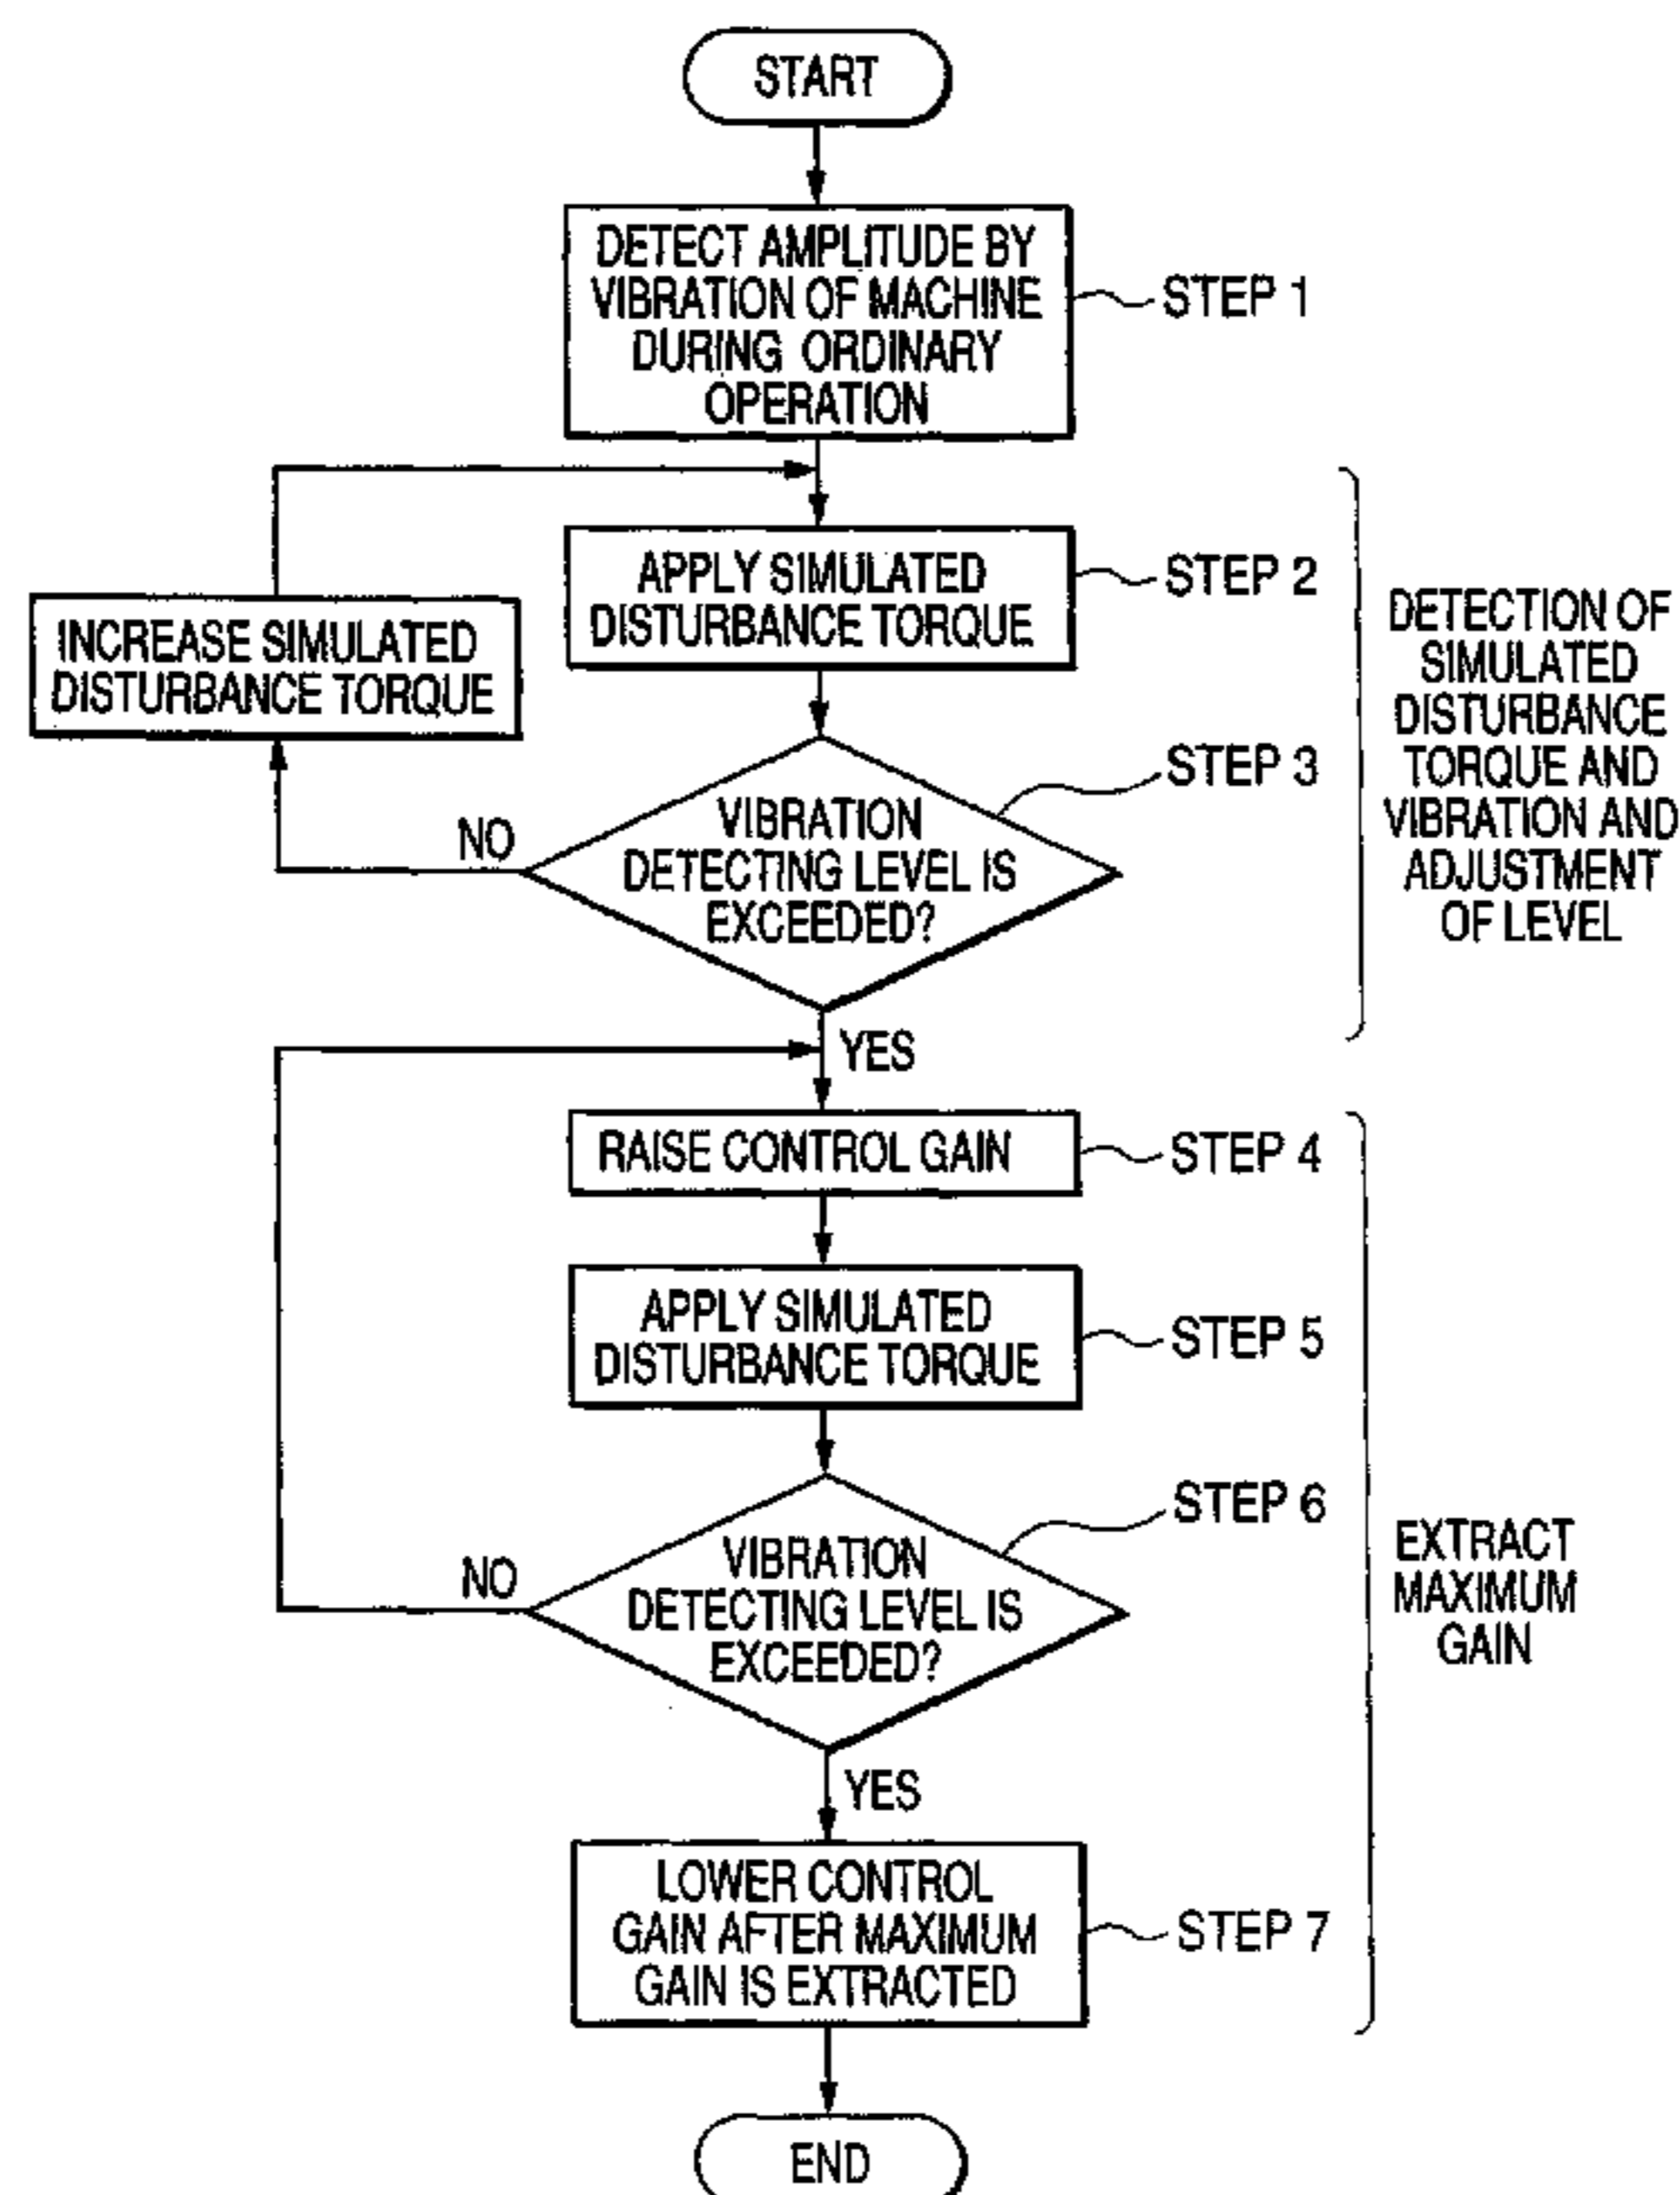 START
DETECT AMPLITUDE BY
VIBRATION OF MACHINE
DURING ORDINARY
OPERATION
STEP 1
APPLY SIMULATED
DISTURBANCE TORQUE
STEP 2
INCREASE SIMULATED
DISTURBANCE TORQUE
VIBRATION
DETECTING LEVEL IS
EXCEEDED?
STEP 3
NO
YES
DETECTION OF
SIMULATED
DISTURBANCE
TORQUE AND
VIBRATION AND
ADJUSTMENT
OF LEVEL
RAISE CONTROL GAIN
STEP 4
APPLY SIMULATED
DISTURBANCE TORQUE
STEP 5
VIBRATION
DETECTING LEVEL IS
EXCEEDED?
STEP 6
NO
YES
EXTRACT
MAXIMUM
GAIN
LOWER CONTROL
GAIN AFTER MAXIMUM
GAIN IS EXTRACTED
STEP 7
END